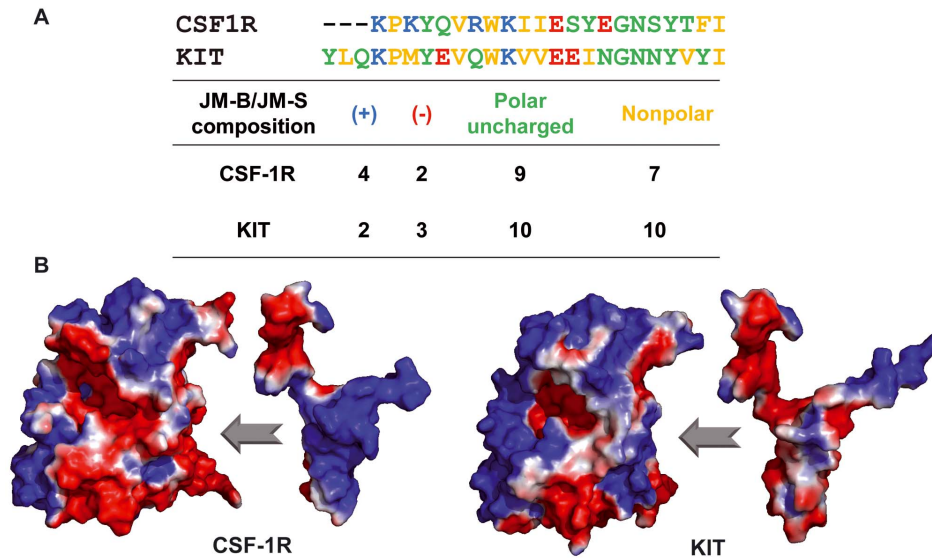 A
CSF1R ---KPKYQVRWKIIESYEGNSYTFI
KIT YLQKPMYEVQWKVVEEINGNNYVYI
JM-B/JM-S composition (+) (-) Polar uncharged Nonpolar
CSF-1R 4 2 9 7
KIT 2 3 10 10
B
CSF-1R
KIT